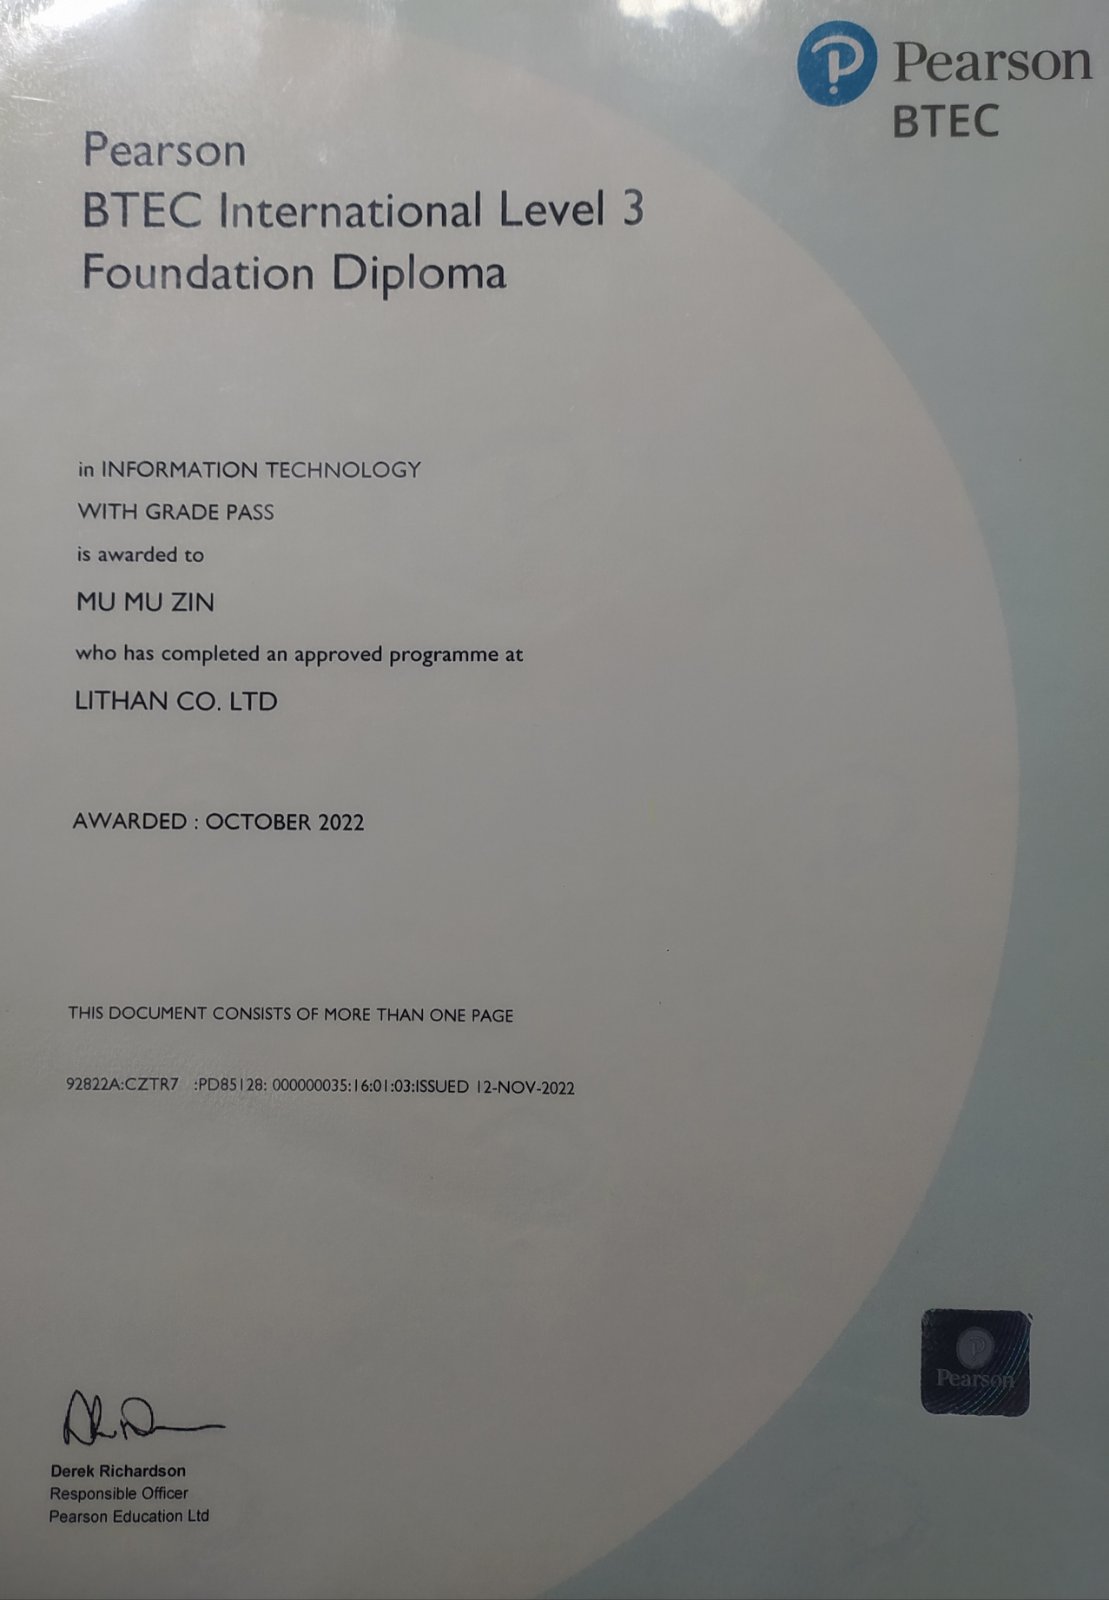 Pearson
BTEC
Pearson
BTEC International Level 3
Foundation Diploma
in INFORMATION TECHNOLOGY
WITH GRADE PASS
is awarded to
MU MU ZIN
who has completed an approved programme at
LITHAN CO. LTD
AWARDED : OCTOBER 2022
THIS DOCUMENT CONSISTS OF MORE THAN ONE PAGE
92822A:CZTR7 :PD85128: 000000035:16:01:03:ISSUED 12-NOV-2022
Pearson
Derek Richardson
Responsible Officer
Pearson Education Ltd